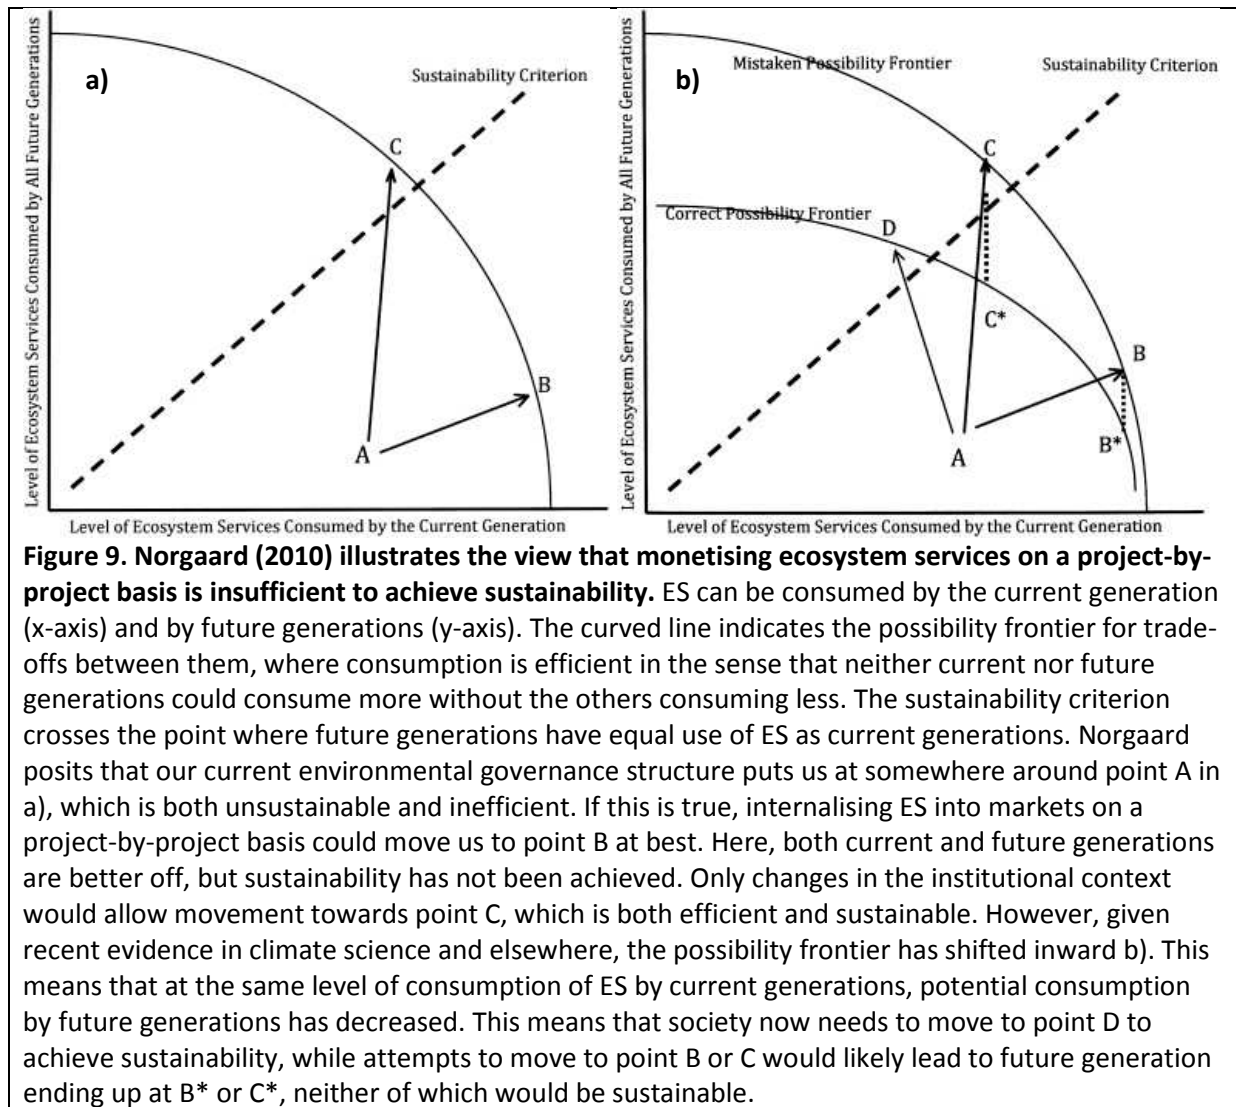 Level of Ecosystem Services Consumed by All Future Generations
a)
Sustainability Criterion
C
B
A
Level of Ecosystem Services Consumed by the Current Generation
Level of Ecosystem Services Consumed by All Future Generations
Mistaken Possibility Frontier
b)
Sustainability Criterion
C
Correct Possibility Frontier
D
C*
B
A
B*
Level of Ecosystem Services Consumed by the Current Generation
Figure 9. Norgaard (2010) illustrates the view that monetising ecosystem services on a project-by-
project basis is insufficient to achieve sustainability. ES can be consumed by the current generation
(x-axis) and by future generations (y-axis). The curved line indicates the possibility frontier for trade-
offs between them, where consumption is efficient in the sense that neither current nor future
generations could consume more without the others consuming less. The sustainability criterion
crosses the point where future generations have equal use of ES as current generations. Norgaard
posits that our current environmental governance structure puts us at somewhere around point A in
a), which is both unsustainable and inefficient. If this is true, internalising ES into markets on a
project-by-project basis could move us to point B at best. Here, both current and future generations
are better off, but sustainability has not been achieved. Only changes in the institutional context
would allow movement towards point C, which is both efficient and sustainable. However, given
recent evidence in climate science and elsewhere, the possibility frontier has shifted inward b). This
means that at the same level of consumption of ES by current generations, potential consumption
by future generations has decreased. This means that society now needs to move to point D to
achieve sustainability, while attempts to move to point B or C would likely lead to future generation
ending up at B* or C*, neither of which would be sustainable.